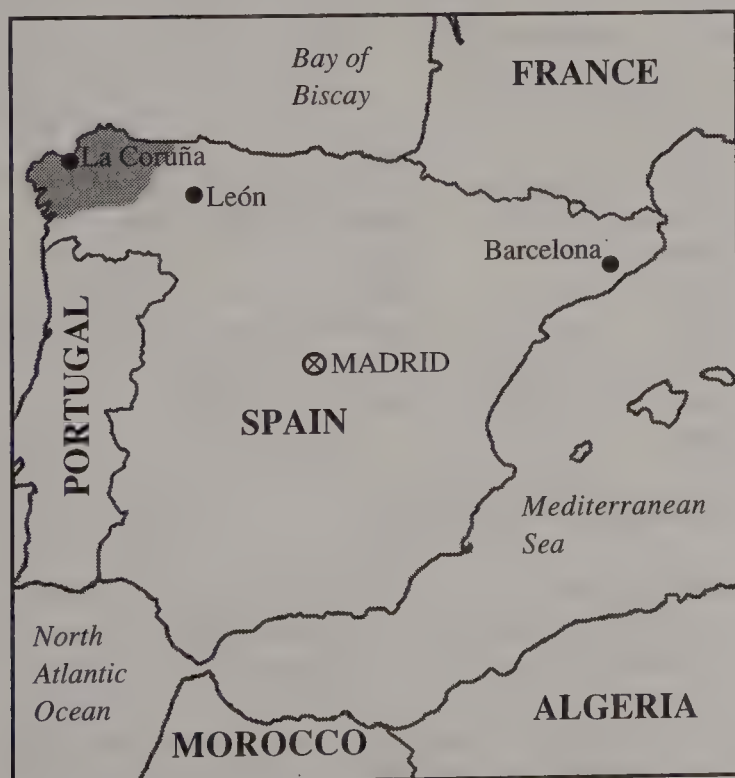 Bay of
Biscay
FRANCE
La Coruña
León
Barcelona
MADRID
PORTUGAL
SPAIN
Mediterranean
Sea
North
Atlantic
Ocean
ALGERIA
MOROCCO